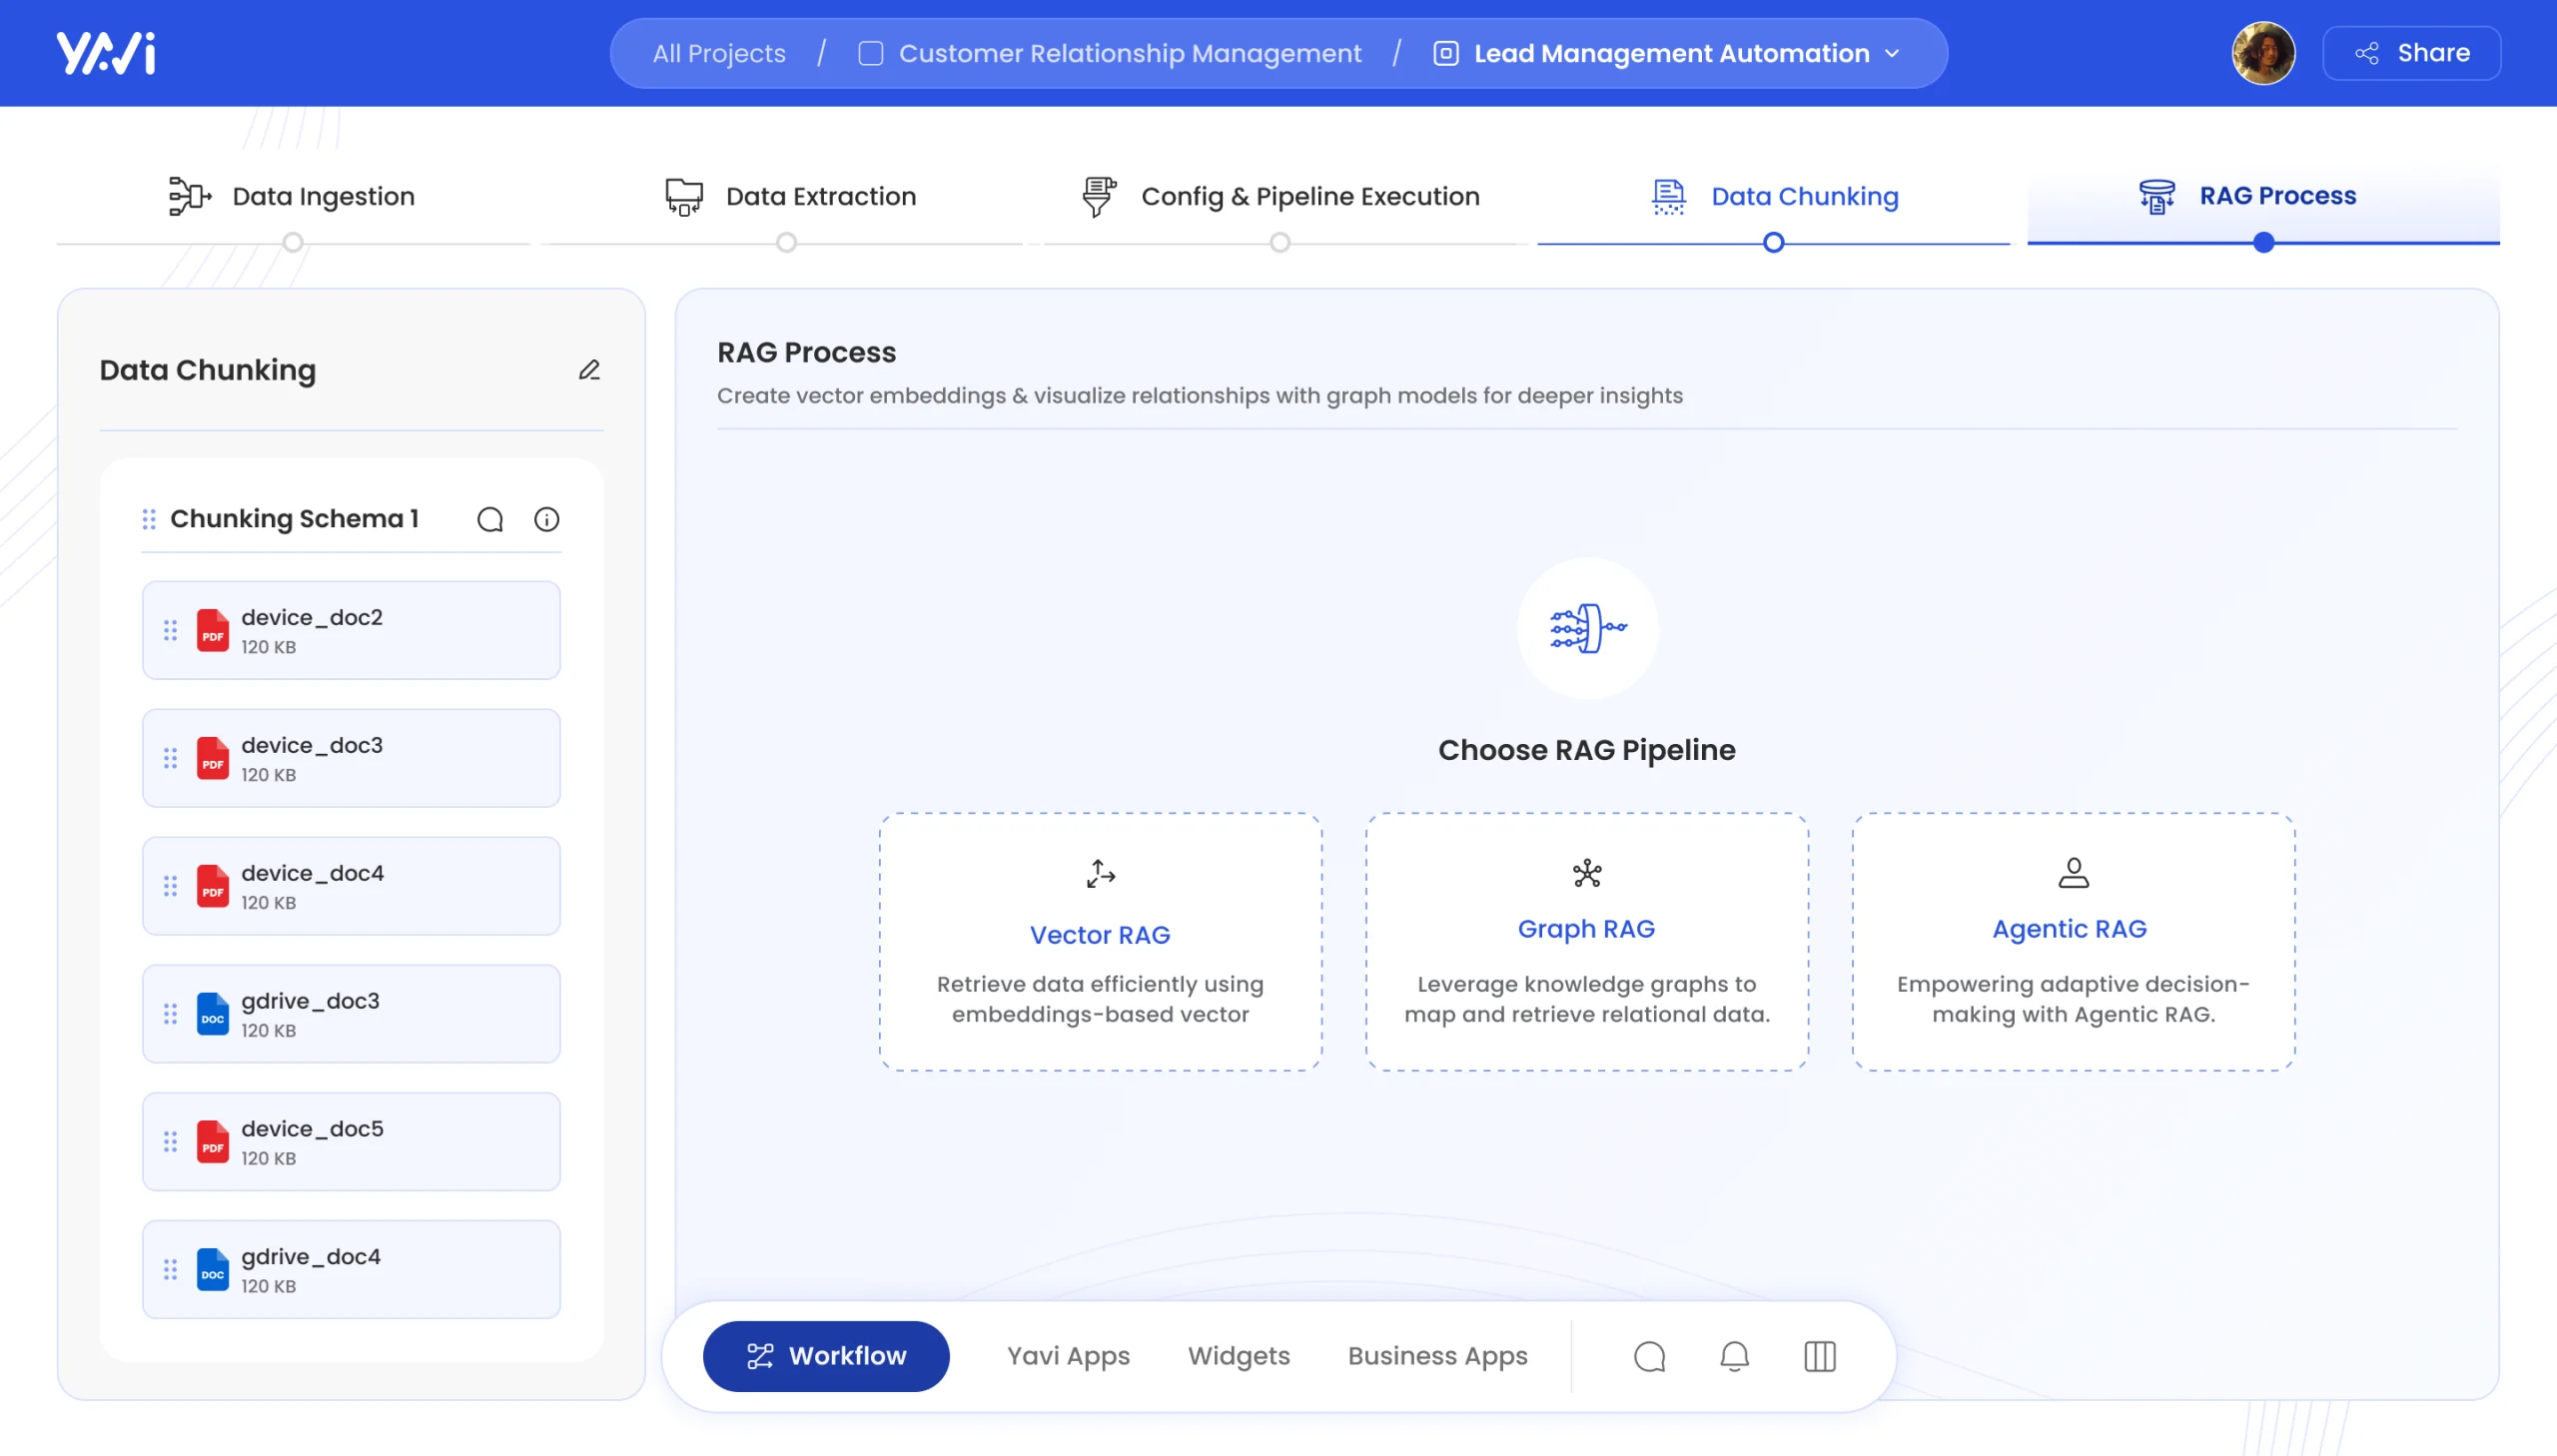 YAVi
All Projects / Customer Relationship Management / Lead Management Automation
Share
Data Ingestion
Data Extraction
Config & Pipeline Execution
Data Chunking
RAG Process
Data Chunking
Chunking Schema 1
PDF
device_doc2
120 KB
PDF
device_doc3
120 KB
PDF
device_doc4
120 KB
DOC
gdrive_doc3
120 KB
PDF
device_doc5
120 KB
DOC
gdrive_doc4
120 KB
RAG Process
Create vector embeddings & visualize relationships with graph models for deeper insights
Choose RAG Pipeline
Vector RAG
Retrieve data efficiently using
embeddings-based vector
Graph RAG
Leverage knowledge graphs to
map and retrieve relational data.
Agentic RAG
Empowering adaptive decision-
making with Agentic RAG.
Workflow
Yavi Apps
Widgets
Business Apps